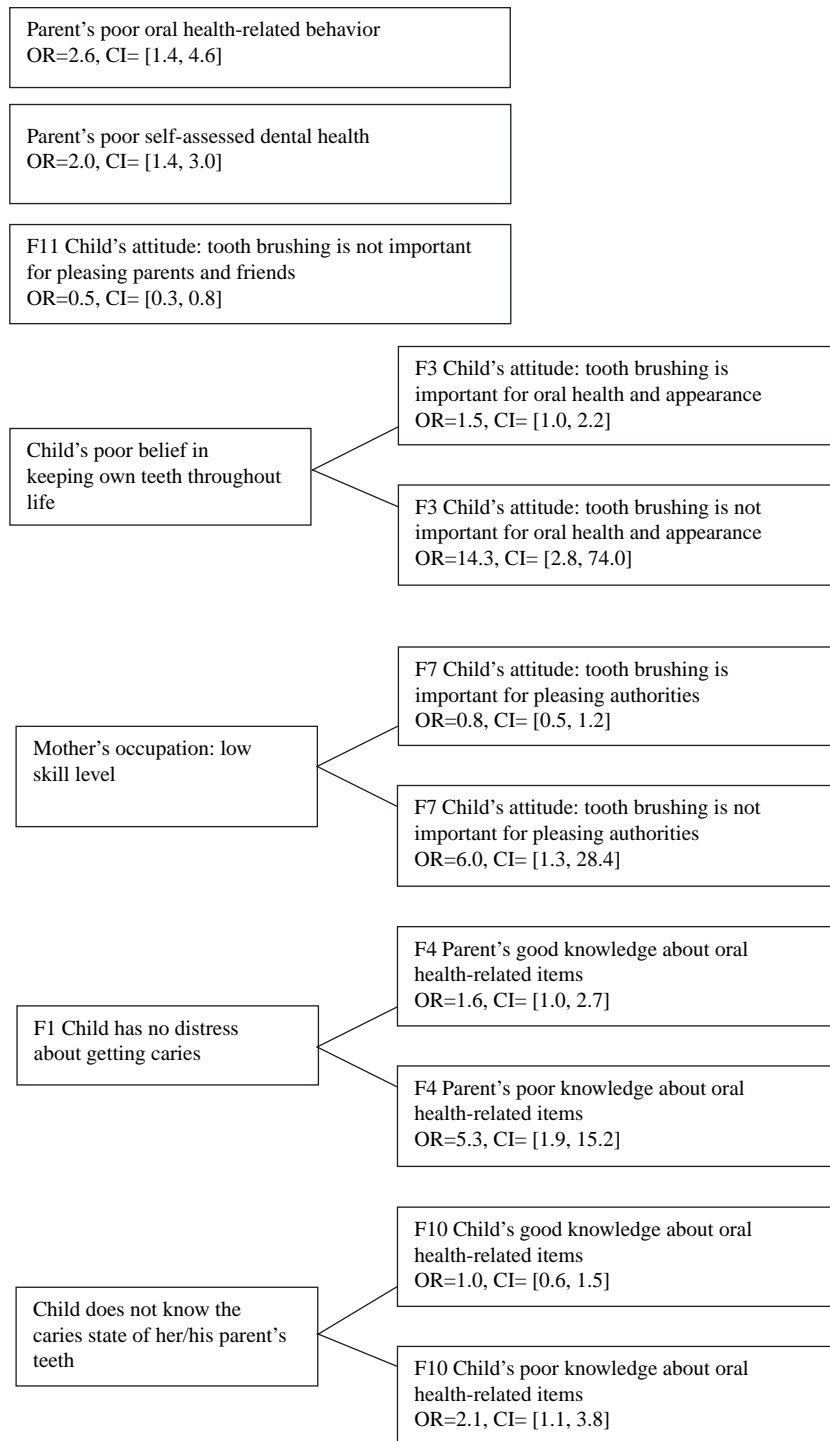 Parent’s poor oral health-related behavior
OR=2.6, CI= [1.4, 4.6]
Parent’s poor self-assessed dental health
OR=2.0, CI= [1.4, 3.0]
F11 Child’s attitude: tooth brushing is not important
for pleasing parents and friends
OR=0.5, CI= [0.3, 0.8]
Child’s poor belief in
keeping own teeth throughout
life
F3 Child’s attitude: tooth brushing is
important for oral health and appearance
OR=1.5, CI= [1.0, 2.2]
F3 Child’s attitude: tooth brushing is not
important for oral health and appearance
OR=14.3, CI= [2.8, 74.0]
Mother’s occupation: low
skill level
F7 Child’s attitude: tooth brushing is
important for pleasing authorities
OR=0.8, CI= [0.5, 1.2]
F7 Child’s attitude: tooth brushing is not
important for pleasing authorities
OR=6.0, CI= [1.3, 28.4]
F1 Child has no distress
about getting caries
F4 Parent’s good knowledge about oral
health-related items
OR=1.6, CI= [1.0, 2.7]
F4 Parent’s poor knowledge about oral
health-related items
OR=5.3, CI= [1.9, 15.2]
Child does not know the
caries state of her/his parent’s
teeth
F10 Child’s good knowledge about oral
health-related items
OR=1.0, CI= [0.6, 1.5]
F10 Child’s poor knowledge about oral
health-related items
OR=2.1, CI= [1.1, 3.8]